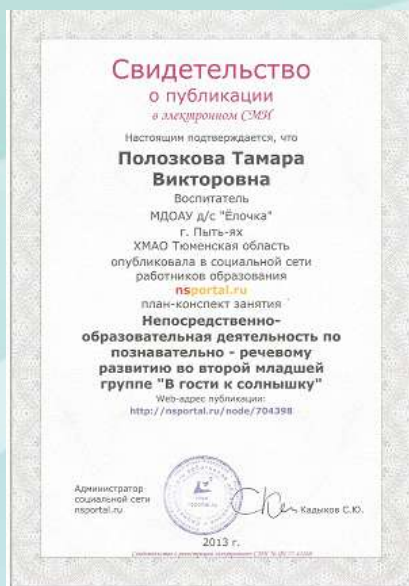 Свидетельство
о публикации
в электронном СМИ
Настоящим подтверждается, что
Полозкова Тамара
Викторовна
Воспитатель
МДОАУ д/с "Ёлочка"
г. Пыть-ях
ХМАО Тюменская область
опубликовала в социальной сети
работников образования
nsportal.ru
план-конспект занятия
Непосредственно-
образовательная деятельность по
познавательно - речевому
развитию во второй младшей
группе "В гости к солнышку"
Web-адрес публикации:
http://nsportal.ru/node/704398
Администратор
социальной сети
nsportal.ru
Кадыков С.Ю.
2013 г.